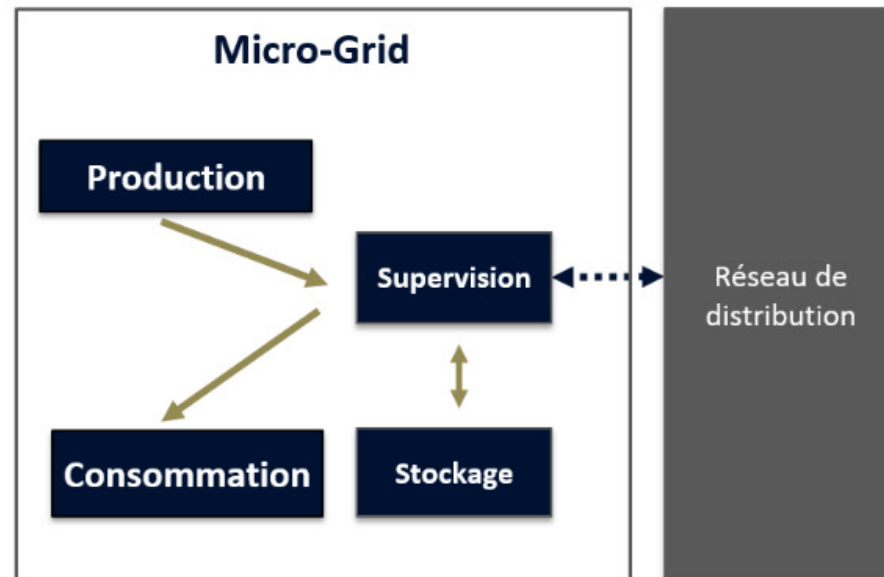 Micro-Grid
Production
Supervision
Réseau de
distribution
Consommation
Stockage